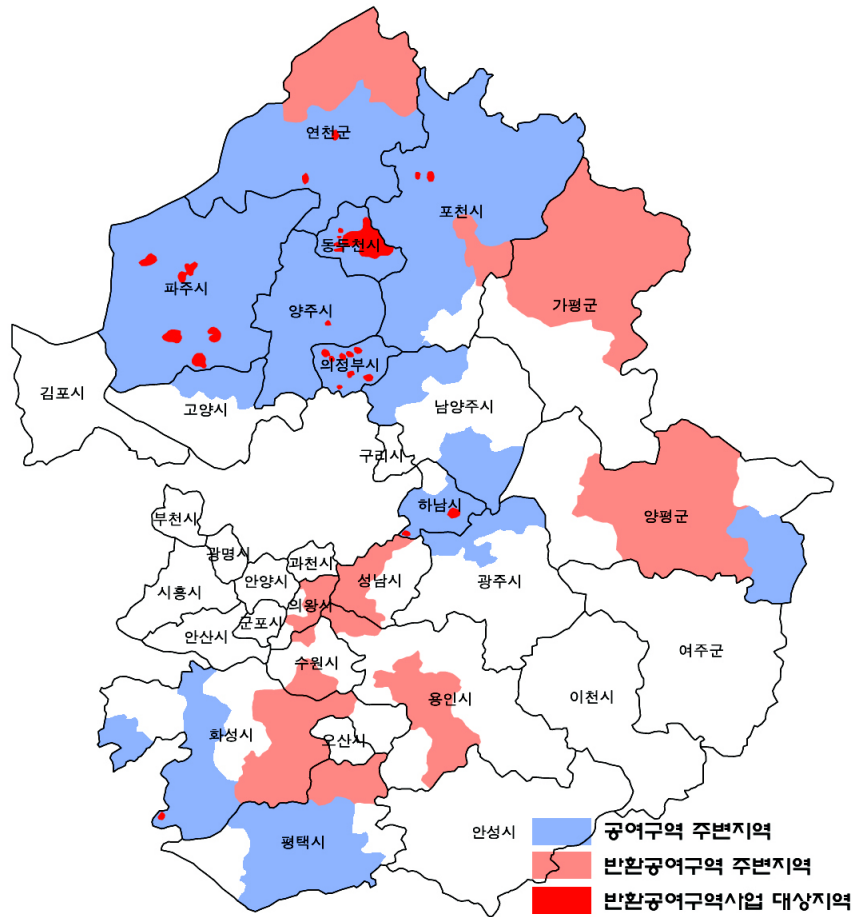 연천군
포천시
동두천시
파주시
가평군
양주시
의정부시
김포시
고양시
남양주시
구리시
하남시
양평군
부천시
광명시
과천시
시흥시
안양시
성남시
광주시
의왕시
군포시
안산시
여주군
수원시
용인시
이천시
화성시
오산시
평택시
안성시
공여구역 주변지역
반환공여구역 주변지역
반환공여구역사업 대상지역